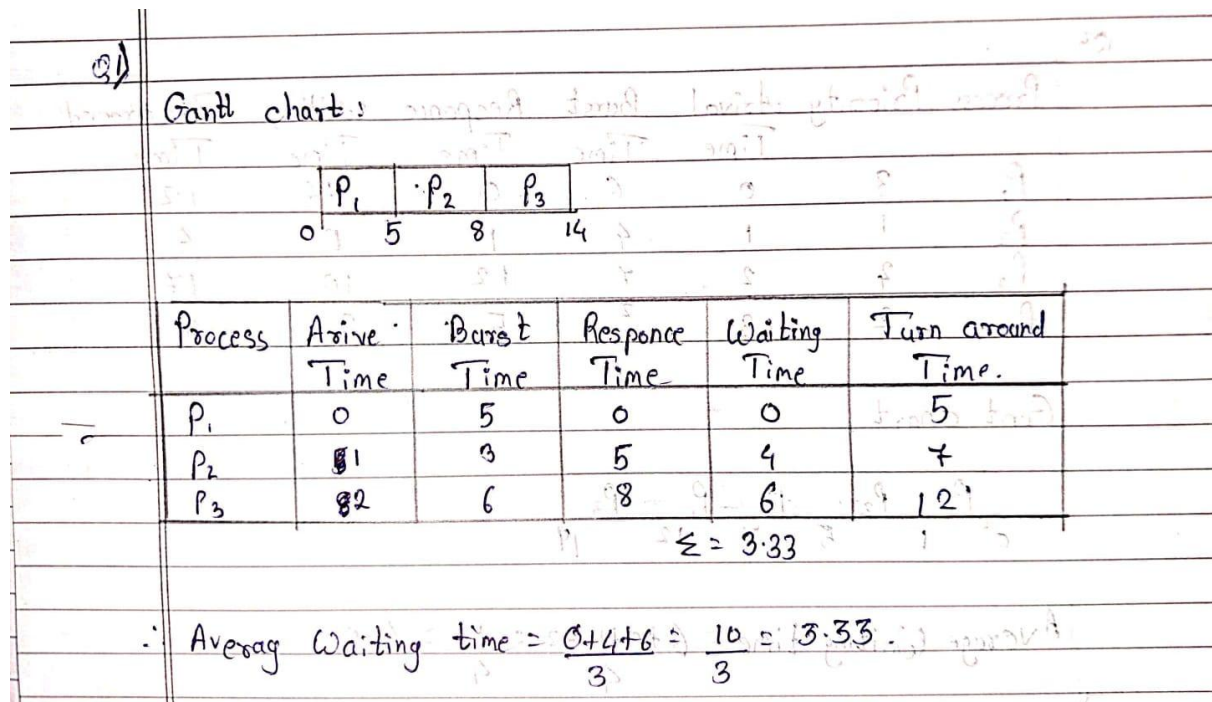 Q1)
Gantt chart:
P1 P2 P3
0 5 8 14
Process Arive Burst Responce Waiting Turn around
Time Time Time Time Time.
P1 0 5 0 0 5
P2 1 3 5 4 7
P3 2 6 8 6 12
Σ = 3.33
∴ Averag Waiting time = 0+4+6 = 10 = 3.33.
3 3